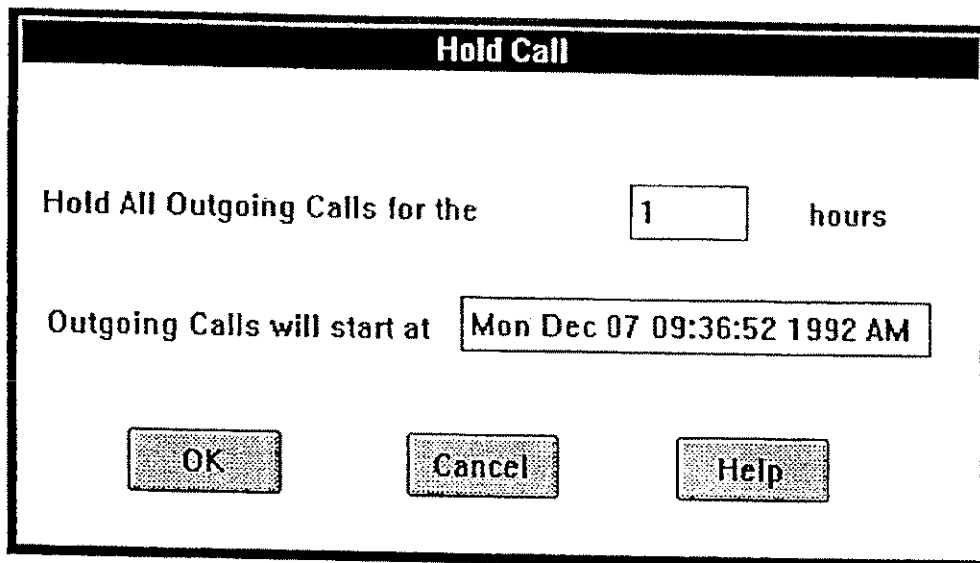 Hold Call
Hold All Outgoing Calls for the 1 hours
Outgoing Calls will start at Mon Dec 07 09:36:52 1992 AM
OK Cancel Help